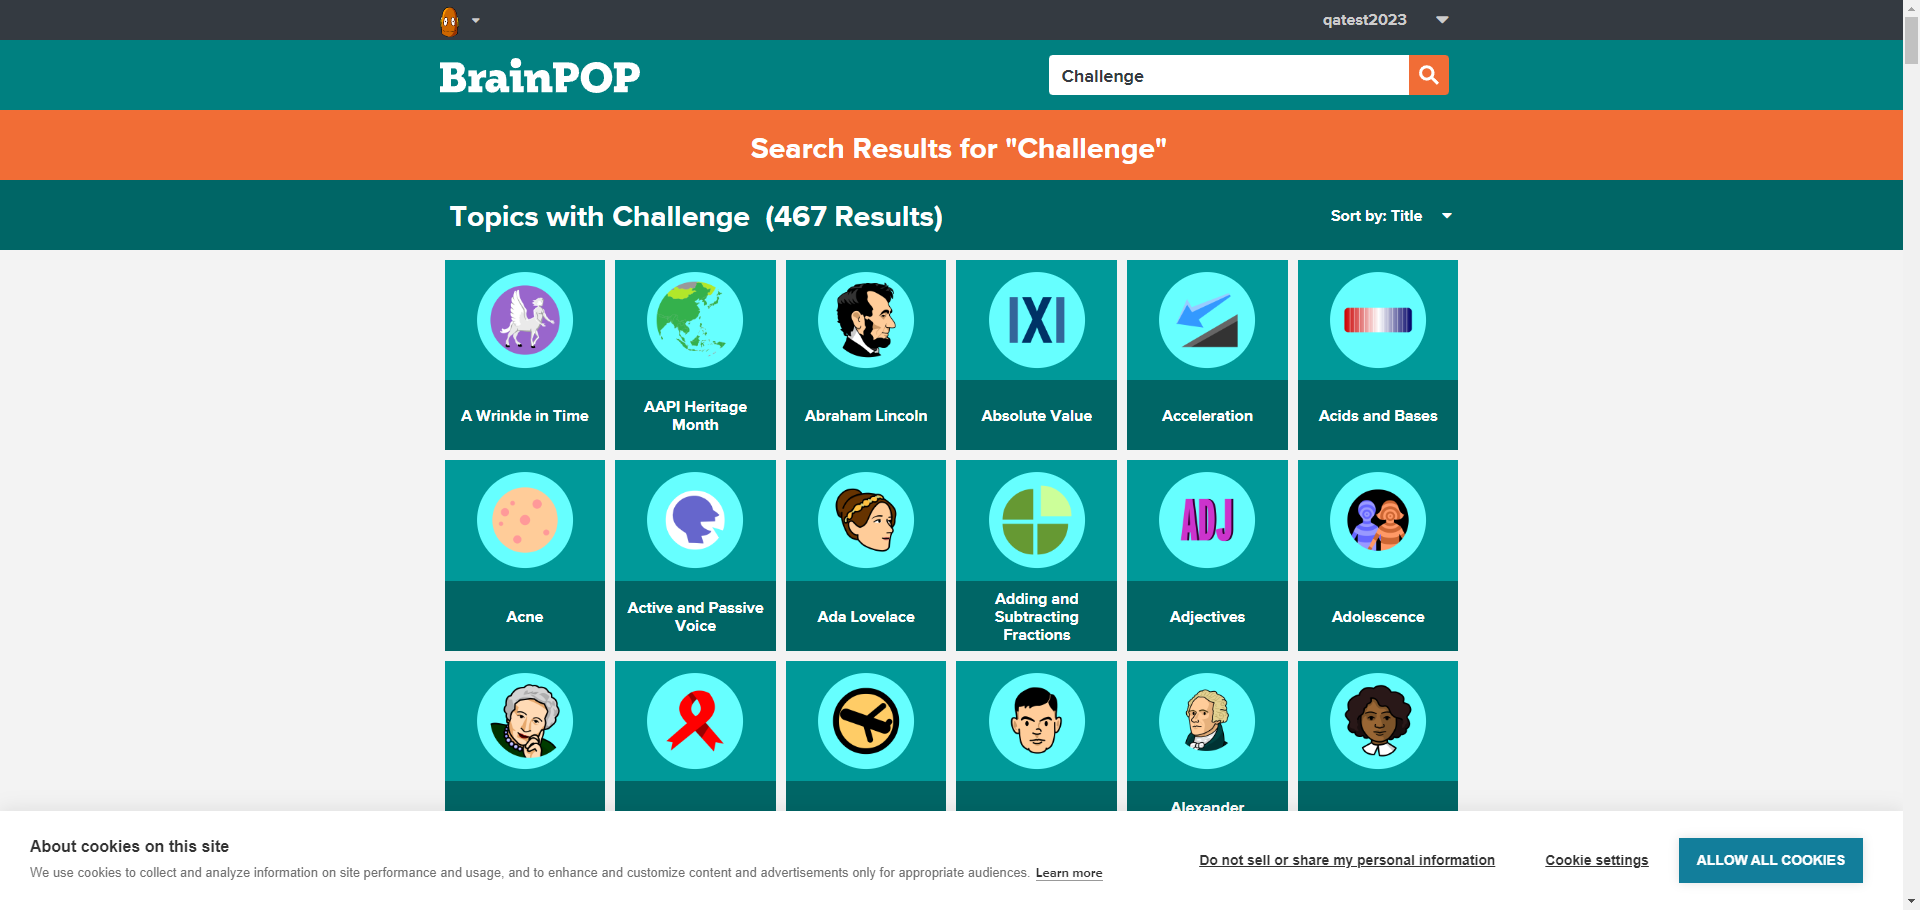 qatest2023
BrainPOP
Challenge
Search Results for "Challenge"
Topics with Challenge (467 Results)
Sort by: Title
|X|
A Wrinkle in Time
AAPI Heritage
Month
Abraham Lincoln
Absolute Value
Acceleration
Acids and Bases
ADJ
Acne
Active and Passive
Voice
Ada Lovelace
Adding and
Subtracting
Fractions
Adjectives
Adolescence
Alexander
About cookies on this site
We use cookies to collect and analyze information on site performance and usage, and to enhance and customize content and advertisements only for appropriate audiences. Learn more
Do not sell or share my personal information
Cookie settings
ALLOW ALL COOKIES